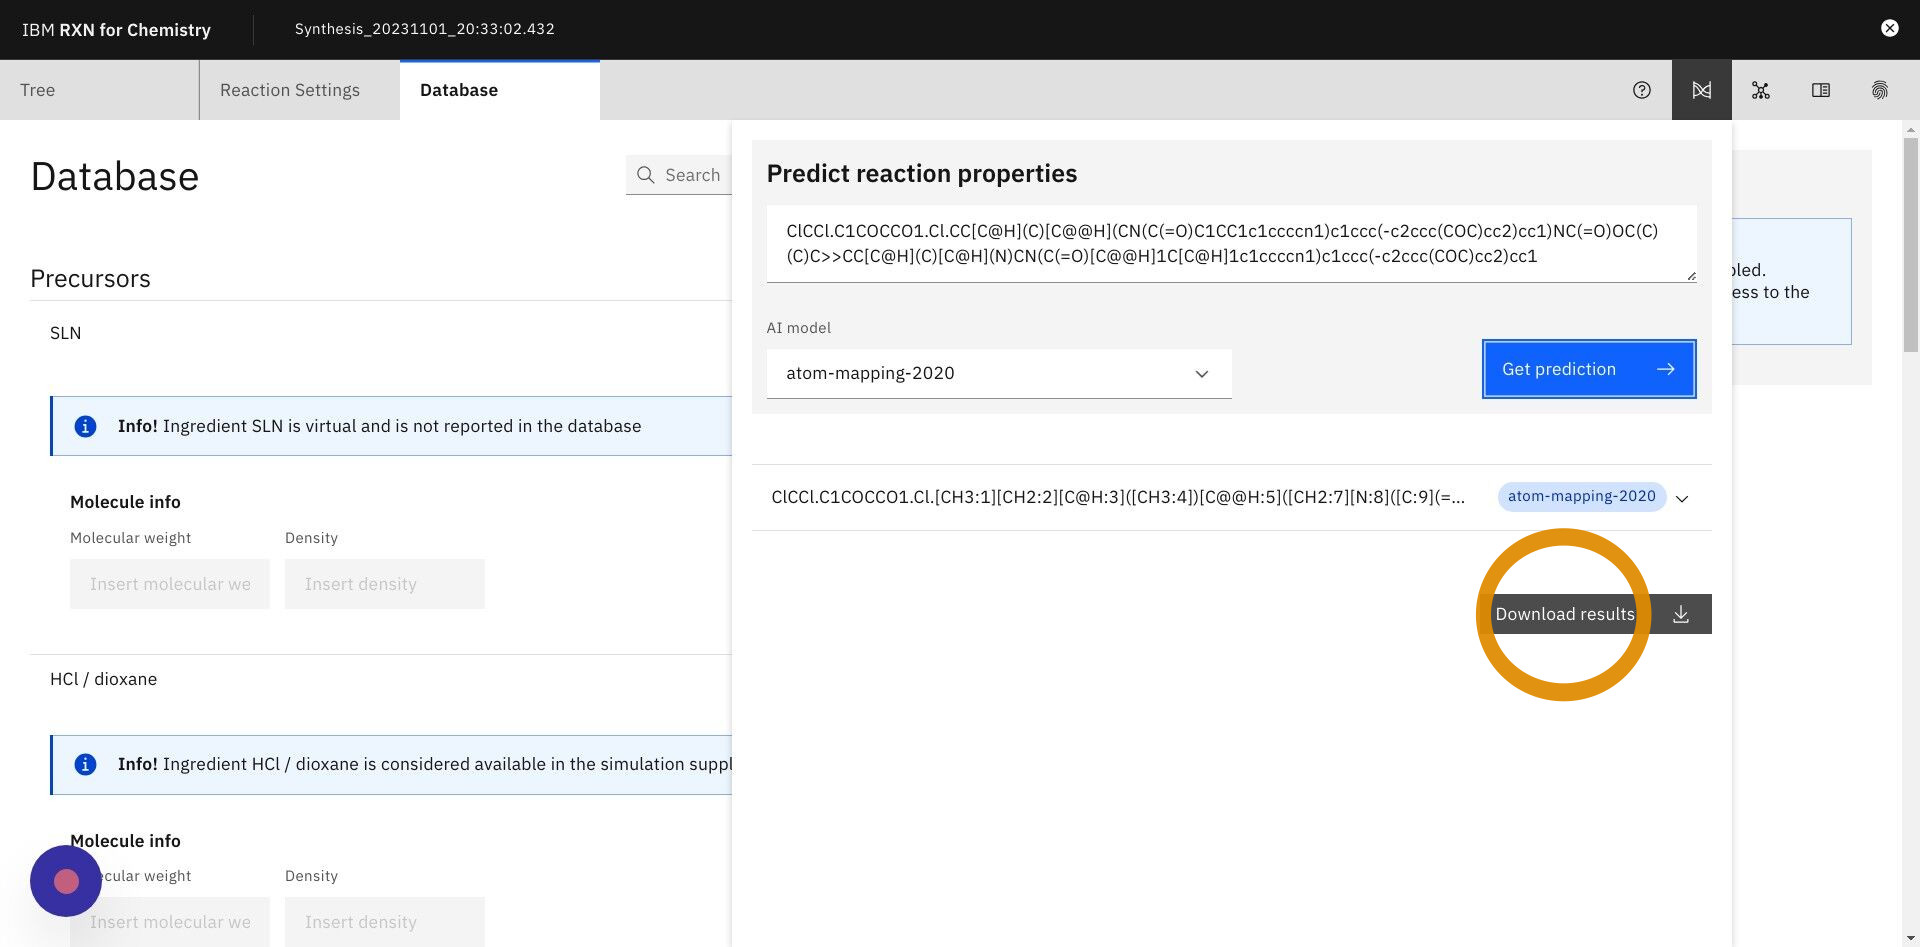 IBM RXN for Chemistry
Synthesis_20231101_20:33:02.432
Tree
Reaction Settings
Database
Database
Search
Precursors
SLN
Info! Ingredient SLN is virtual and is not reported in the database
Molecule info
Molecular weight
Density
Insert molecular we
Insert density
HCl / dioxane
Info! Ingredient HCl / dioxane is considered available in the simulation suppl
Molecule info
ecular weight
Density
Insert molecular we
Insert density
Predict reaction properties
ClCCl.C1COCCO1.Cl.CC[C@H](C)[C@@H](CN(C(=O)C1CC1c1ccccn1)c1ccc(-c2ccc(COC)cc2)cc1)NC(=O)OC(C)
(C)C>>CC[C@H](C)[C@H](N)CN(C(=O)[C@@H]1C[C@H]1c1ccccn1)c1ccc(-c2ccc(COC)cc2)cc1
AI model
atom-mapping-2020
Get prediction
ClCCl.C1COCCO1.Cl.[CH3:1][CH2:2][C@H:3]([CH3:4])[C@@H:5]([CH2:7][N:8]([C:9](=...
atom-mapping-2020
Download results
led.
ess to the